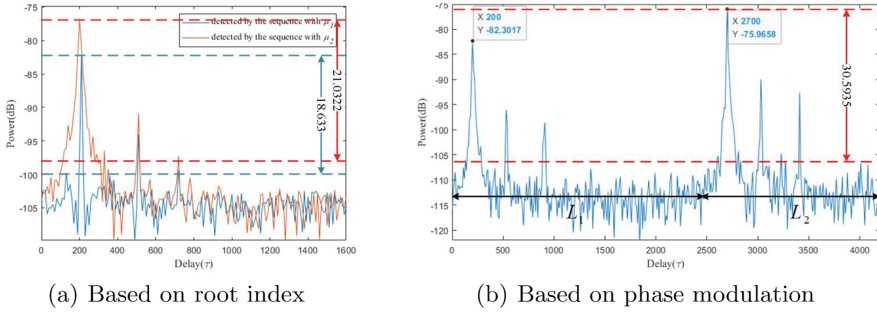 detected by the sequence with μ₁
detected by the sequence with μ₂
-75
-80
-85
-90
-95
-100
-105
Power(dB)
21.0322
18.633
0 200 400 600 800 1000 1200 1400 1600
Delay(τ)
(a) Based on root index
-75
-80
-85
-90
-95
-100
-105
-110
-115
-120
Power(dB)
X 200
Y -82.3017
X 2700
Y -75.9658
30.5935
L₁
L₂
0 500 1000 1500 2000 2500 3000 3500 4000
Delay(τ)
(b) Based on phase modulation